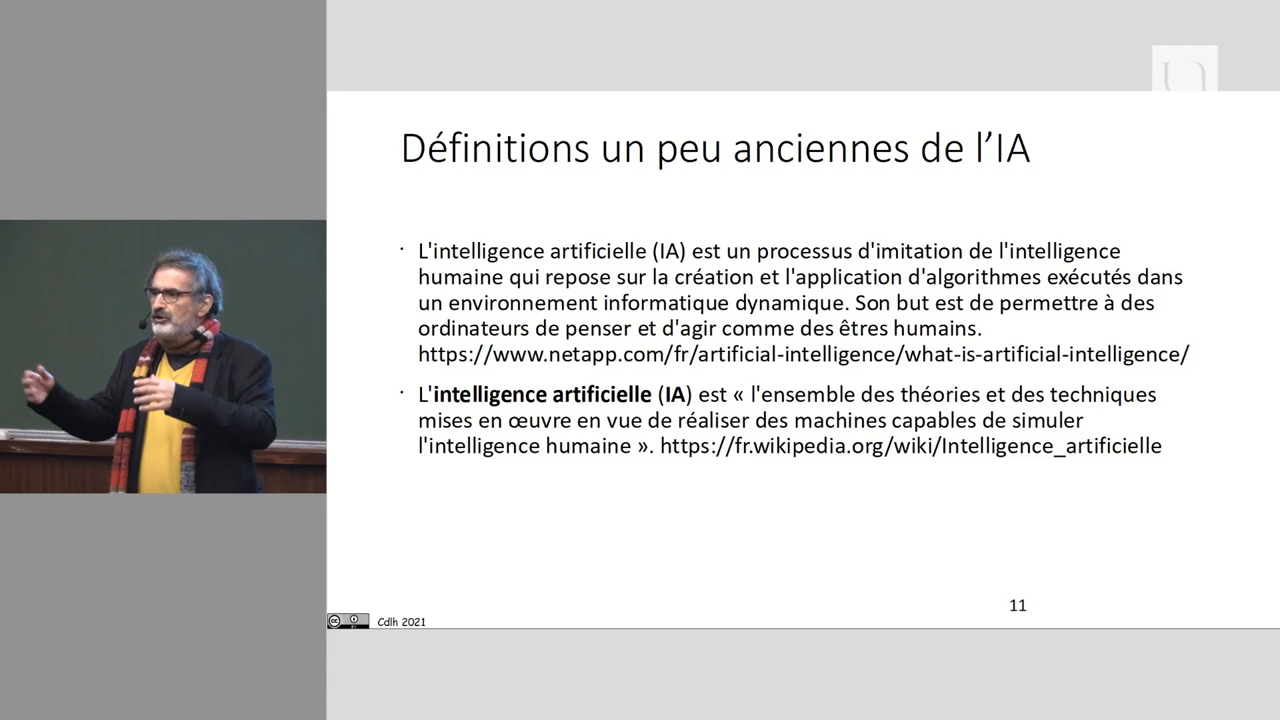 Définitions un peu anciennes de l’IA
· L'intelligence artificielle (IA) est un processus d'imitation de l'intelligence
humaine qui repose sur la création et l'application d'algorithmes exécutés dans
un environnement informatique dynamique. Son but est de permettre à des
ordinateurs de penser et d'agir comme des êtres humains.
https://www.netapp.com/fr/artificial-intelligence/what-is-artificial-intelligence/
· L'intelligence artificielle (IA) est « l'ensemble des théories et des techniques
mises en œuvre en vue de réaliser des machines capables de simuler
l'intelligence humaine ». https://fr.wikipedia.org/wiki/Intelligence_artificielle
11
cc BY Cdlh 2021